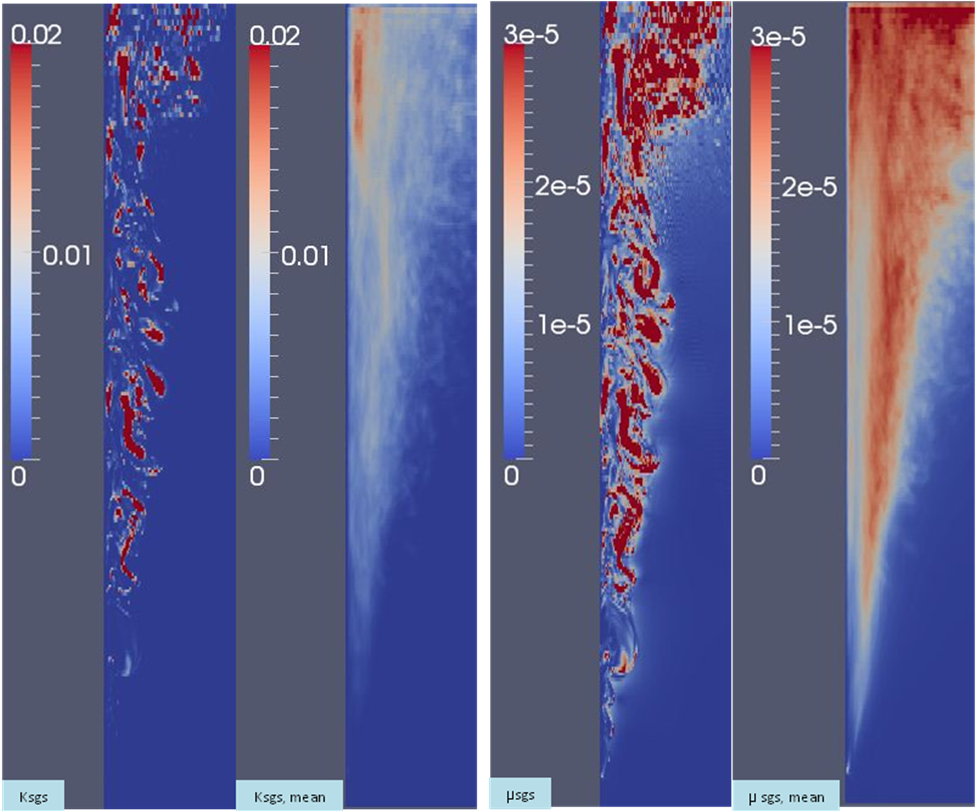 0.02
0.01
0
Ksgs
0.02
0.01
0
Ksgs, mean
3e-5
2e-5
1e-5
0
µsgs
3e-5
2e-5
1e-5
0
µ sgs, mean